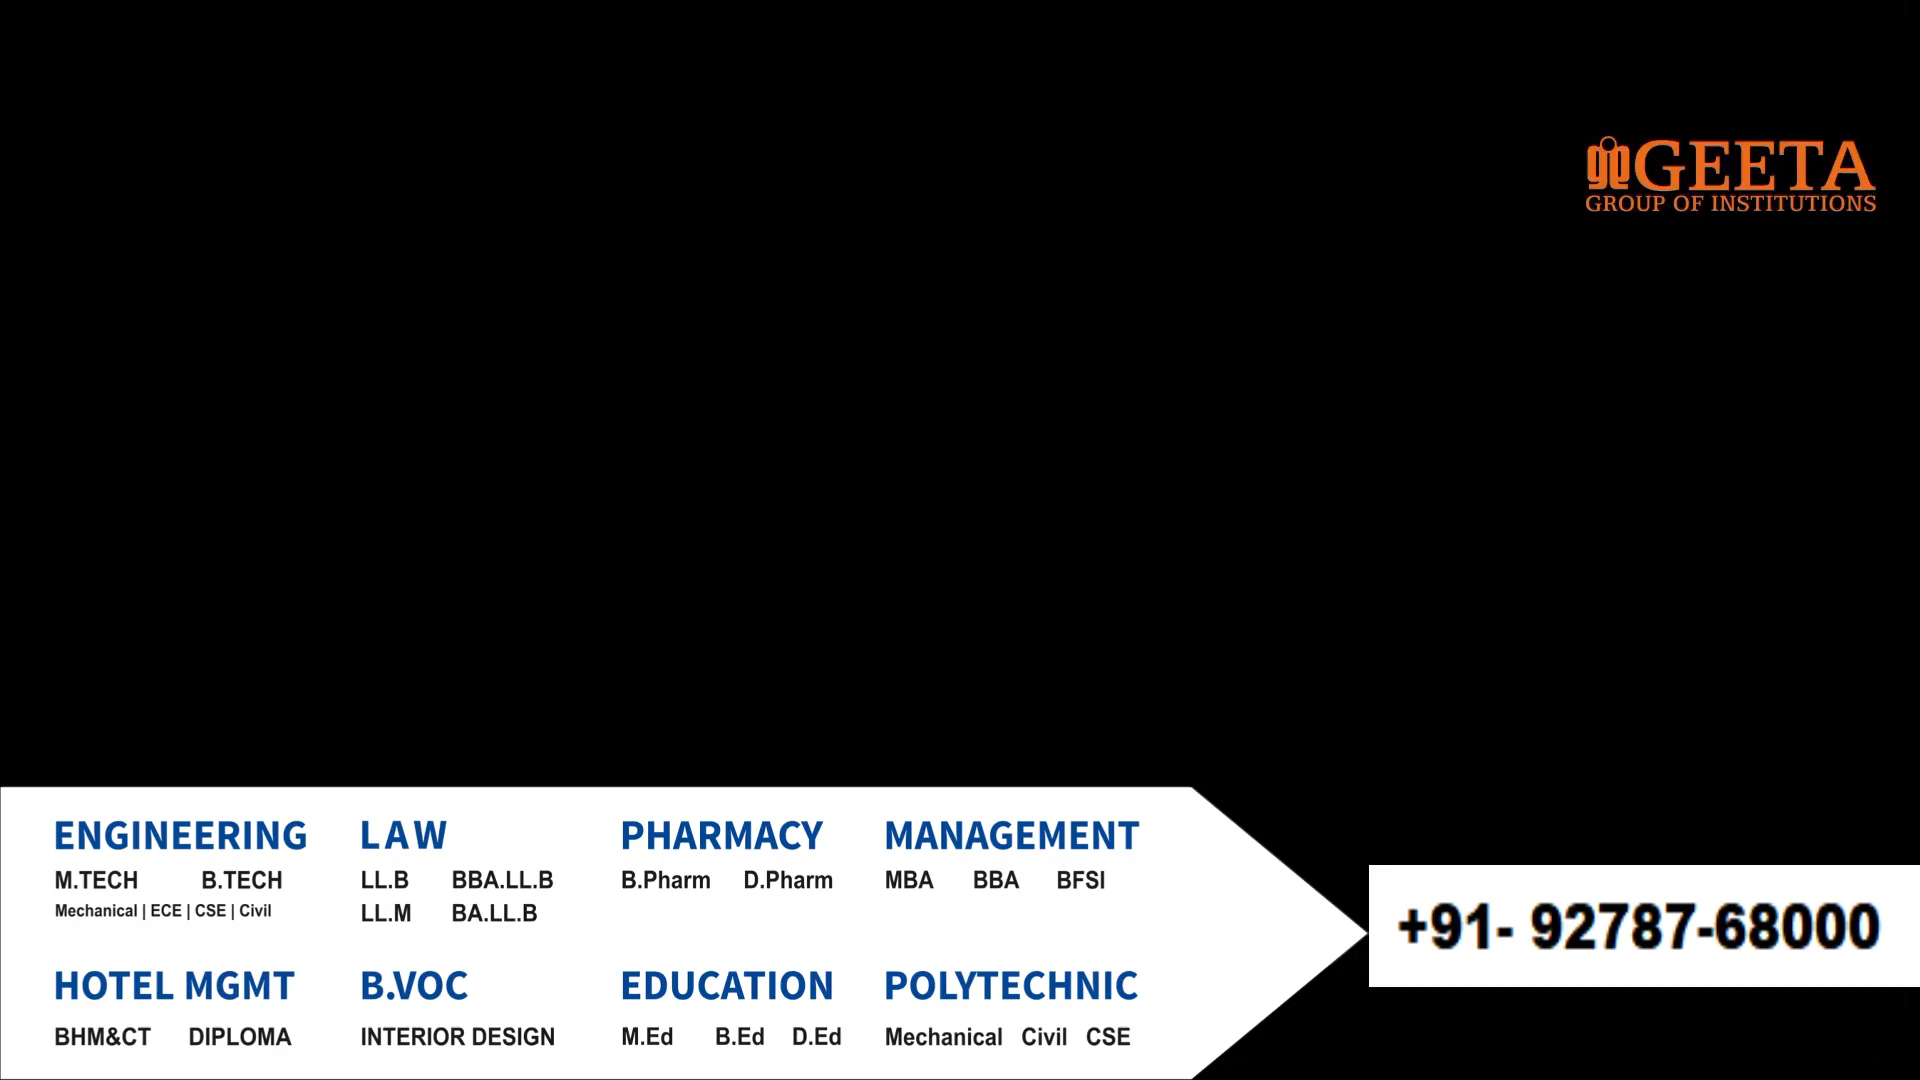 GEETA
GROUP OF INSTITUTIONS
ENGINEERING
M.TECH B.TECH
Mechanical | ECE | CSE | Civil
LAW
LL.B BBA.LL.B
LL.M BA.LL.B
PHARMACY
B.Pharm D.Pharm
MANAGEMENT
MBA BBA BFSI
HOTEL MGMT
BHM&CT DIPLOMA
B.VOC
INTERIOR DESIGN
EDUCATION
M.Ed B.Ed D.Ed
POLYTECHNIC
Mechanical Civil CSE
+91- 92787-68000